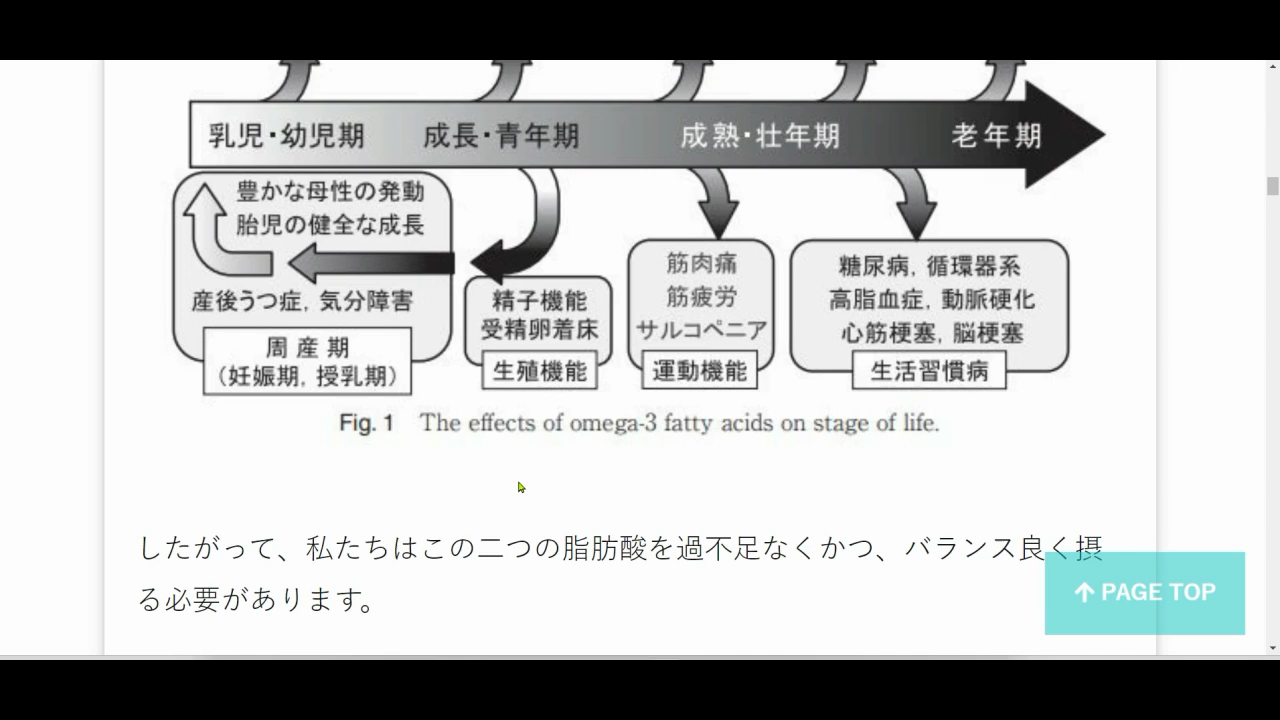 乳児・幼児期 成長・青年期 成熟・壮年期 老年期
豊かな母性の発動
胎児の健全な成長
産後うつ症, 気分障害
周産期
(妊娠期, 授乳期)
精子機能
受精卵着床
生殖機能
筋肉痛
筋疲労
サルコペニア
運動機能
糖尿病, 循環器系
高脂血症, 動脈硬化
心筋梗塞, 脳梗塞
生活習慣病
Fig. 1 The effects of omega-3 fatty acids on stage of life.
したがって、私たちはこの二つの脂肪酸を過不足なくかつ、バランス良く摂
る必要があります。
↑ PAGE TOP